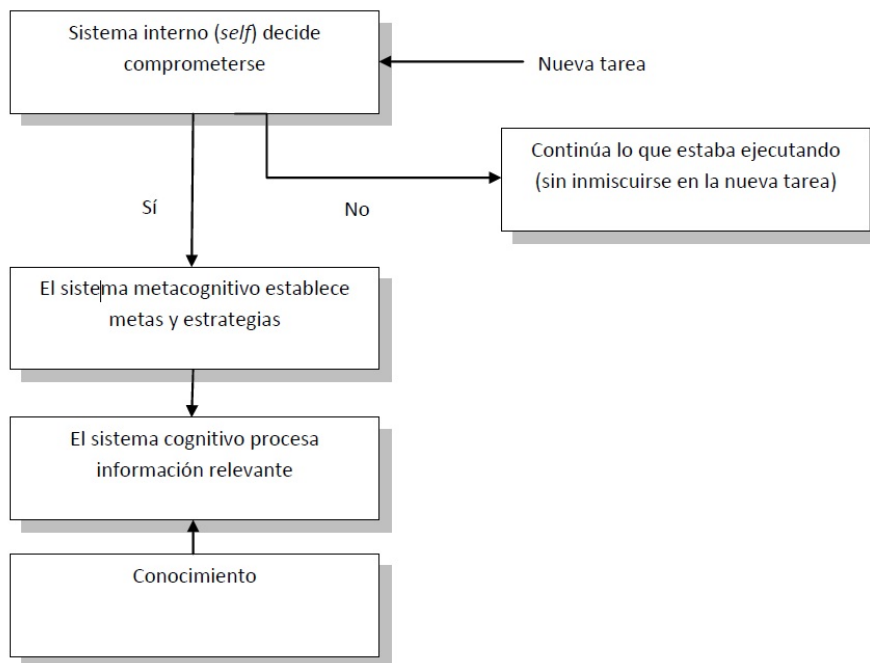 Sistema interno (self) decide
comprometerse
Nueva tarea
Continúa lo que estaba ejecutando
(sin inmiscuirse en la nueva tarea)
Sí
No
El sistema metacognitivo establece
metas y estrategias
El sistema cognitivo procesa
información relevante
Conocimiento